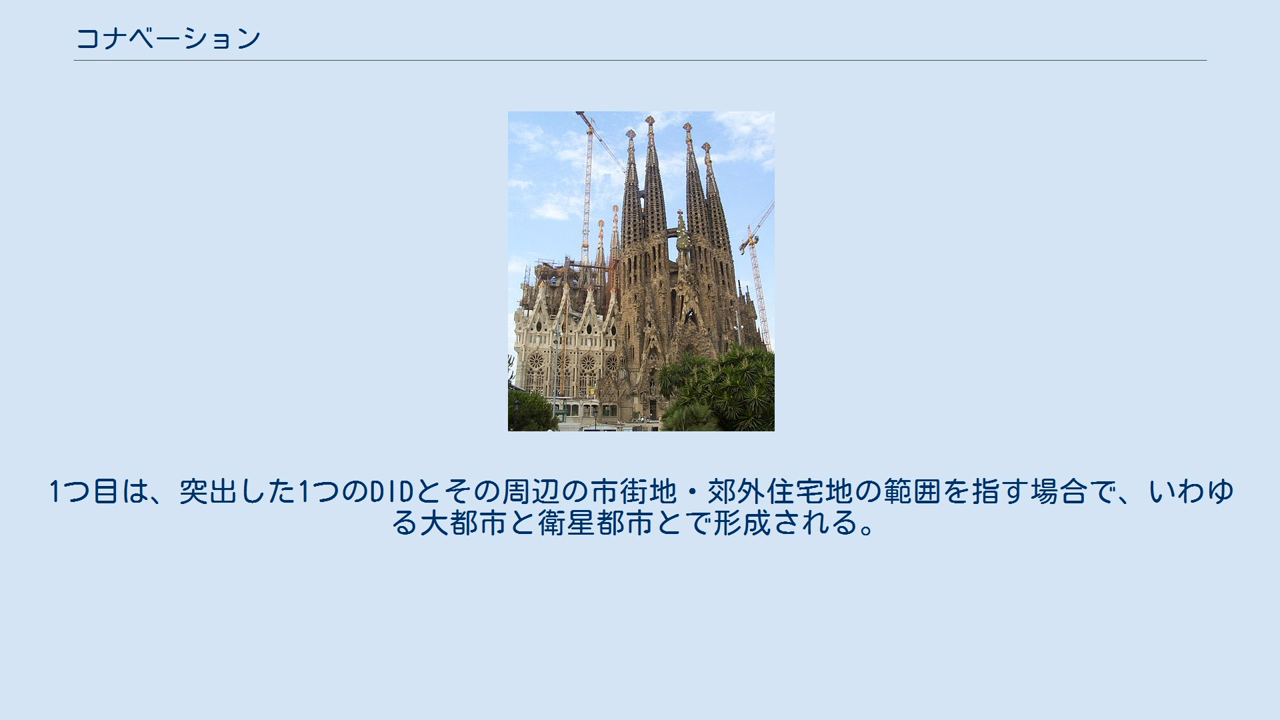 コナベーション
1つ目は、突出した1つのDIDとその周辺の市街地・郊外住宅地の範囲を指す場合で、いわゆ
る大都市と衛星都市とで形成される。